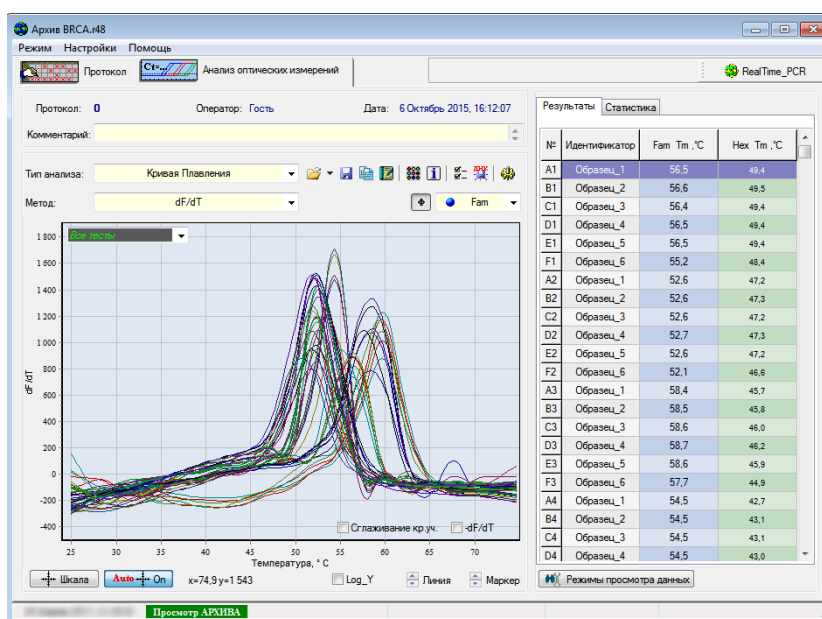 Архив BRCA.r48
Режим Настройки Помощь
Протокол Ct=... Анализ оптических измерений RealTime_PCR
Протокол: 0 Оператор: Гость Дата: 6 Октябрь 2015, 16:12:07
Комментарий:
Тип анализа: Кривая Плавления
Метод: dF/dT Fam
Все тесты
1 800
1 600
1 400
1 200
1 000
800
600
400
200
0
-200
-400
dF/dT
Сглаживание кр.уч. -dF/dT
25 30 35 40 45 50 55 60 65 70
Температура, ° C
Шкала Auto On x=74,9 y=1 543 Log_Y Линия Маркер
Результаты Статистика
№ Идентификатор Fam Tm ,°C Hex Tm ,°C
A1 Образец_1 56,5 49,4
B1 Образец_2 56,6 49,5
C1 Образец_3 56,4 49,4
D1 Образец_4 56,5 49,4
E1 Образец_5 56,5 49,4
F1 Образец_6 55,2 48,4
A2 Образец_1 52,6 47,2
B2 Образец_2 52,6 47,3
C2 Образец_3 52,6 47,2
D2 Образец_4 52,7 47,3
E2 Образец_5 52,6 47,2
F2 Образец_6 52,1 46,6
A3 Образец_1 58,4 45,7
B3 Образец_2 58,5 45,8
C3 Образец_3 58,6 46,0
D3 Образец_4 58,7 46,2
E3 Образец_5 58,6 45,9
F3 Образец_6 57,7 44,9
A4 Образец_1 54,5 42,7
B4 Образец_2 54,5 43,1
C4 Образец_3 54,5 43,1
D4 Образец_4 54,5 43,0
Режимы просмотра данных
Просмотр АРХИВА